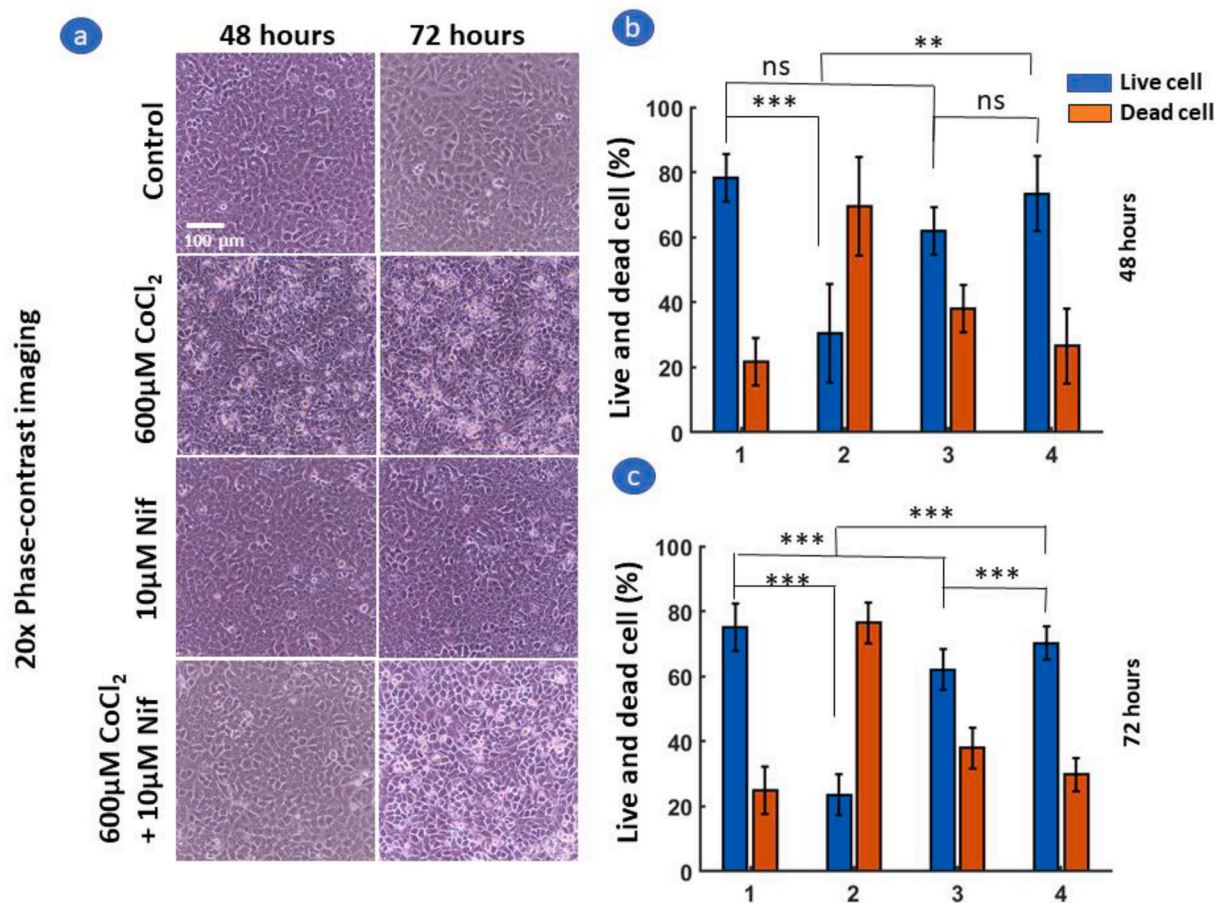 a
48 hours
72 hours
20x Phase-contrast imaging
Control
100 μm
600μM CoCl₂
10μM Nif
600μM CoCl₂
+ 10μM Nif
b
Live cell
Dead cell
ns
**
***
ns
Live and dead cell (%)
100
80
60
40
20
0
1 2 3 4
48 hours
c
***
***
***
***
Live and dead cell (%)
100
80
60
40
20
0
1 2 3 4
72 hours